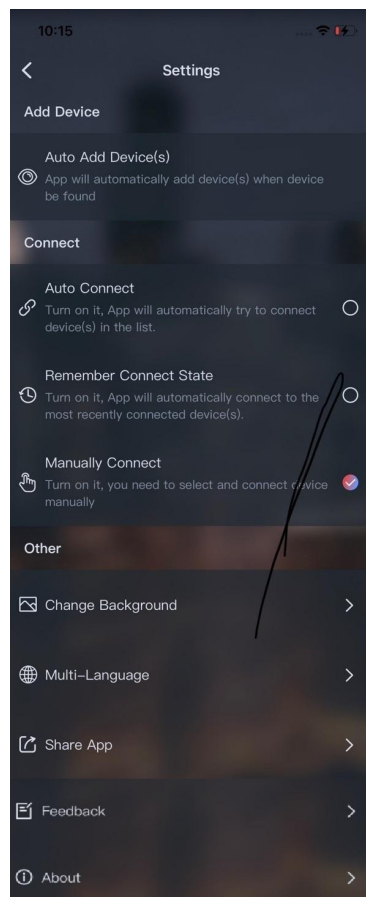 10:15
Settings
Add Device
Auto Add Device(s)
App will automatically add device(s) when device
be found
Connect
Auto Connect
Turn on it, App will automatically try to connect
device(s) in the list.
Remember Connect State
Turn on it, App will automatically connect to the
most recently connected device(s).
Manually Connect
Turn on it, you need to select and connect device
manually
Other
Change Background
Multi-Language
Share App
Feedback
About